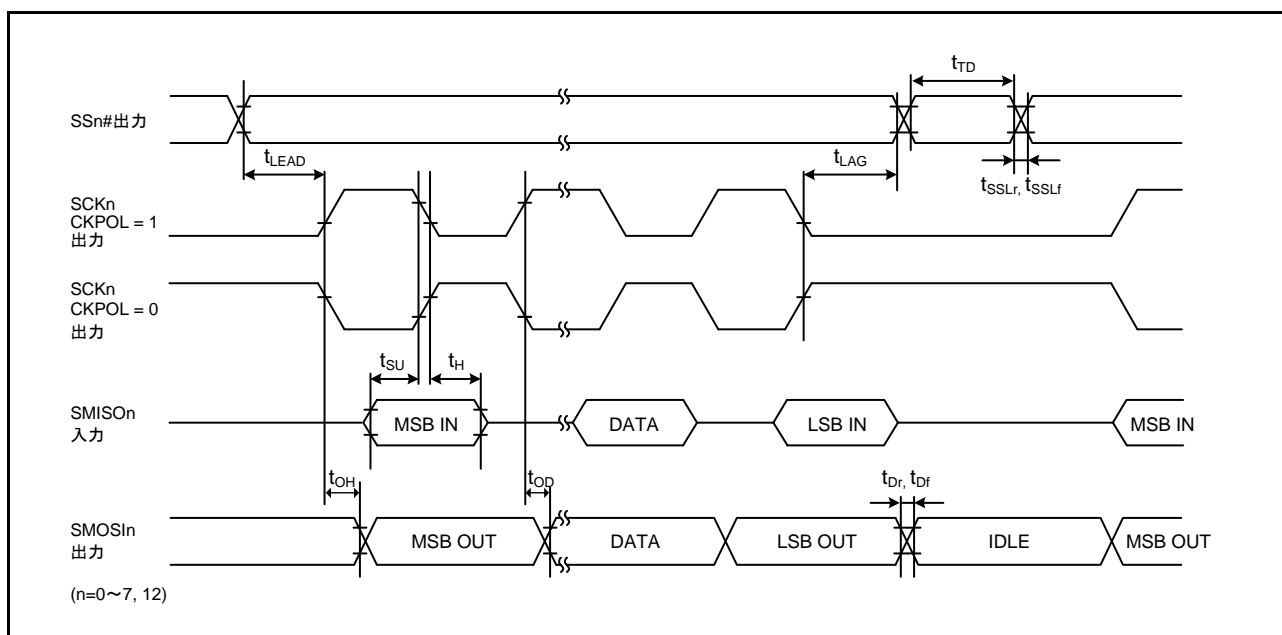 tTD
SSn#出力
tLEAD
tLAG
tSSLr, tSSLf
SCKn
CKPOL = 1
出力
SCKn
CKPOL = 0
出力
tSU
tH
SMISOn
入力
MSB IN
DATA
LSB IN
MSB IN
tOH
tOD
tDr, tDf
SMOSIn
出力
MSB OUT
DATA
LSB OUT
IDLE
MSB OUT
(n=0～7, 12)